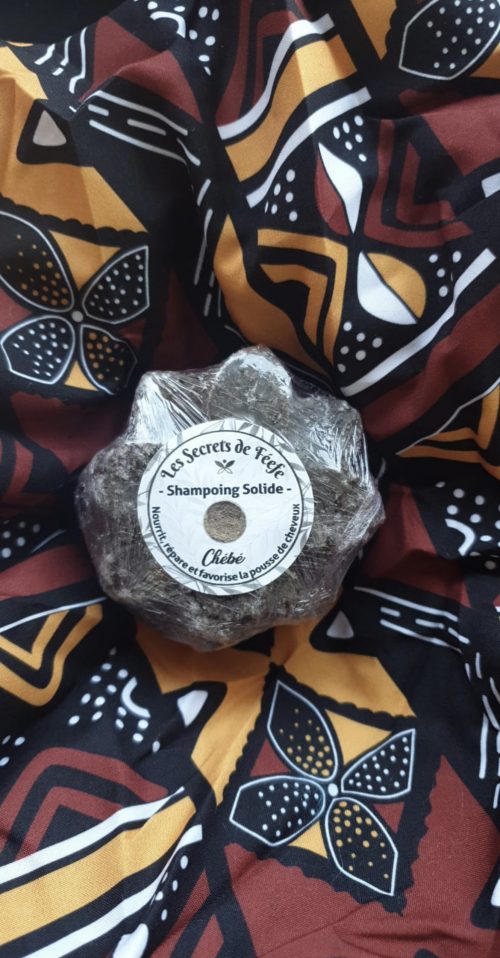 Les Secrets de Féefe
- Shampoing Solide -
Chébé
Nourrit, répare et favorise la pousse de cheveux